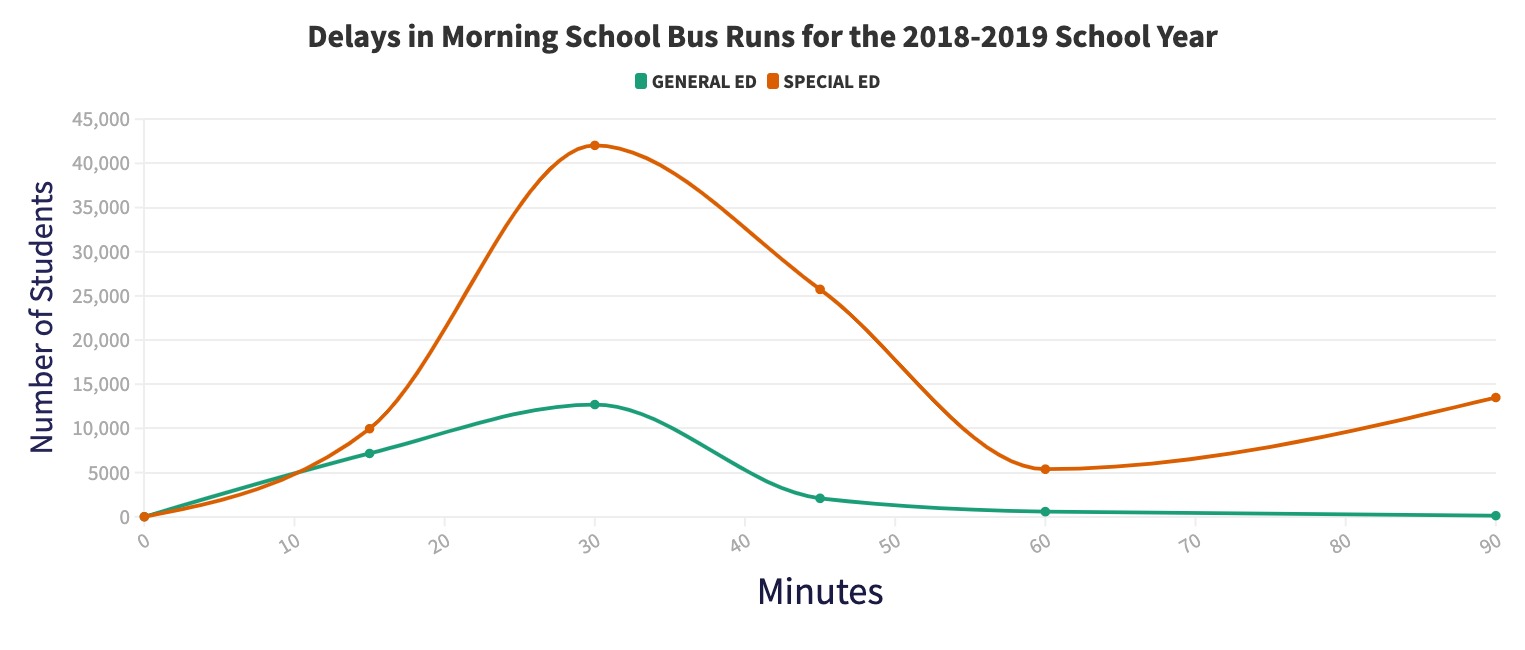 Delays in Morning School Bus Runs for the 2018-2019 School Year
GENERAL ED SPECIAL ED
Number of Students
45,000
40,000
35,000
30,000
25,000
20,000
15,000
10,000
5000
0
0 10 20 30 40 50 60 70 80 90
Minutes